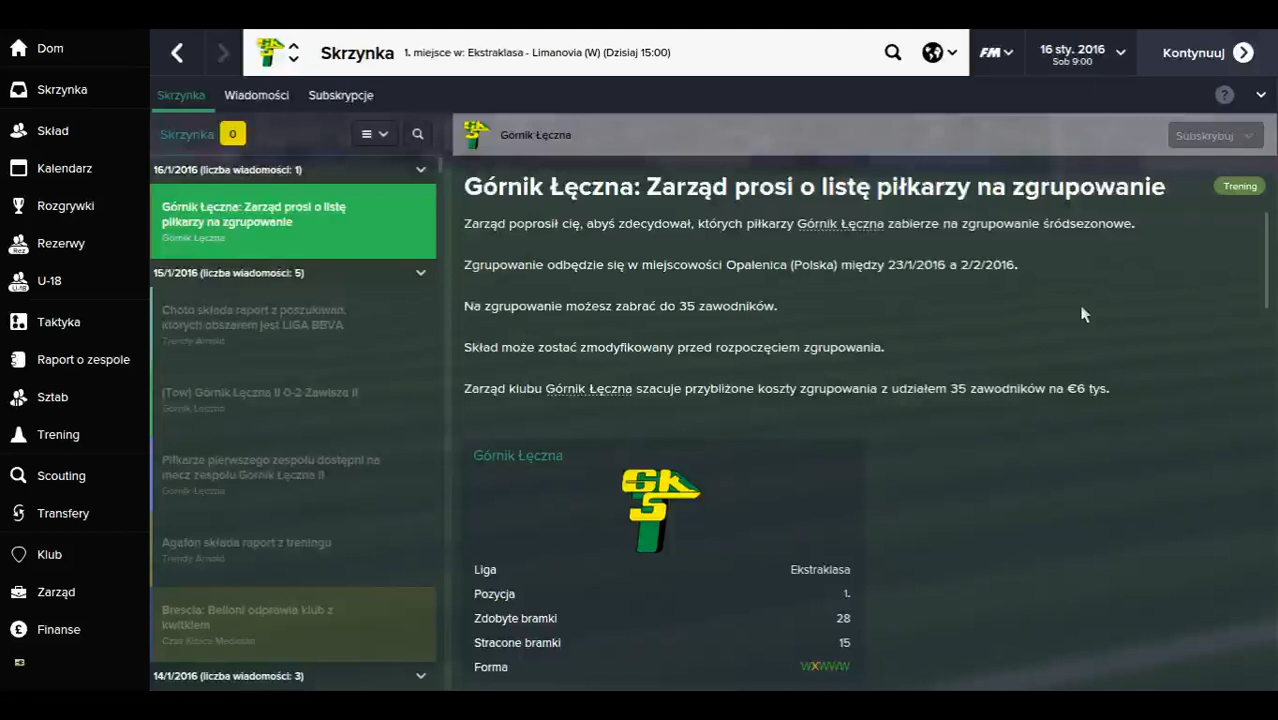 Dom
Skrzynka
Skład
Kalendarz
Rozgrywki
Rezerwy
U-18
Taktyka
Raport o zespole
Sztab
Trening
Scouting
Transfery
Klub
Zarząd
Finanse
Skrzynka
1. miejsce w: Ekstraklasa - Limanovia (W) (Dzisiaj 15:00)
FM
16 sty. 2016
Sob 9:00
Kontynuuj
Skrzynka
Wiadomości
Subskrypcje
?
Skrzynka
0
16/1/2016 (liczba wiadomości: 1)
Górnik Łęczna: Zarząd prosi o listę
piłkarzy na zgrupowanie
Górnik Łęczna
15/1/2016 (liczba wiadomości: 5)
Choto składa raport z poszukiwań,
których obszarem jest LIGA BBVA
Trendy Arnold
(Tow) Górnik Łęczna II 0-2 Zawisza II
Górnik Łęczna
Piłkarze pierwszego zespołu dostępni na
mecz zespołu Górnik Łęczna II
Górnik Łęczna
Agafon składa raport z treningu
Trendy Arnold
Brescia: Belloni odprawia klub z
kwitkiem
14/1/2016 (liczba wiadomości: 3)
Górnik Łęczna
Subskrybuj
Górnik Łęczna: Zarząd prosi o listę piłkarzy na zgrupowanie
Trening
Zarząd poprosił cię, abyś zdecydował, których piłkarzy Górnik Łęczna zabierze na zgrupowanie śródsezonowe.
Zgrupowanie odbędzie się w miejscowości Opalenica (Polska) między 23/1/2016 a 2/2/2016.
Na zgrupowanie możesz zabrać do 35 zawodników.
Skład może zostać zmodyfikowany przed rozpoczęciem zgrupowania.
Zarząd klubu Górnik Łęczna szacuje przybliżone koszty zgrupowania z udziałem 35 zawodników na €6 tys.
Górnik Łęczna
GKS
Liga Ekstraklasa
Pozycja 1.
Zdobyte bramki 28
Stracone bramki 15
Forma WXWWW